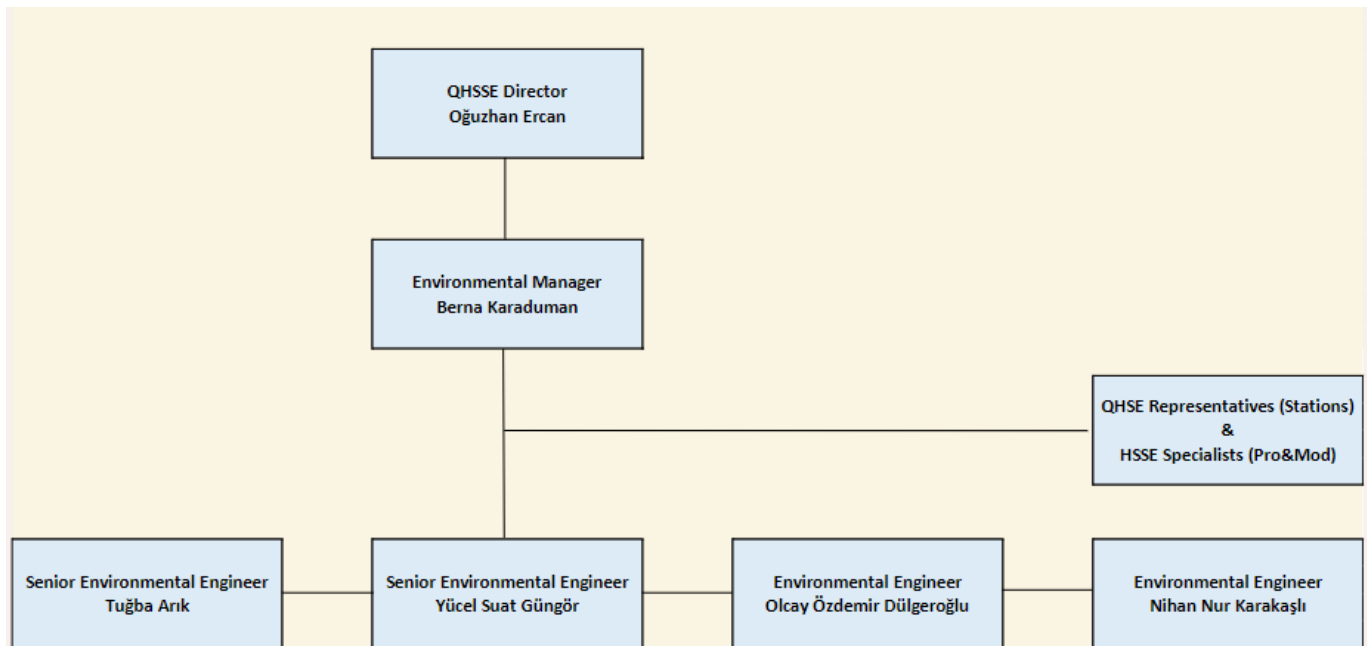 QHSSE Director
Oğuzhan Ercan
Environmental Manager
Berna Karaduman
QHSE Representatives (Stations)
&
HSSE Specialists (Pro&Mod)
Senior Environmental Engineer
Tuğba Arık
Senior Environmental Engineer
Yücel Suat Güngör
Environmental Engineer
Olcay Özdemir Dülgeroğlu
Environmental Engineer
Nihan Nur Karakaşlı